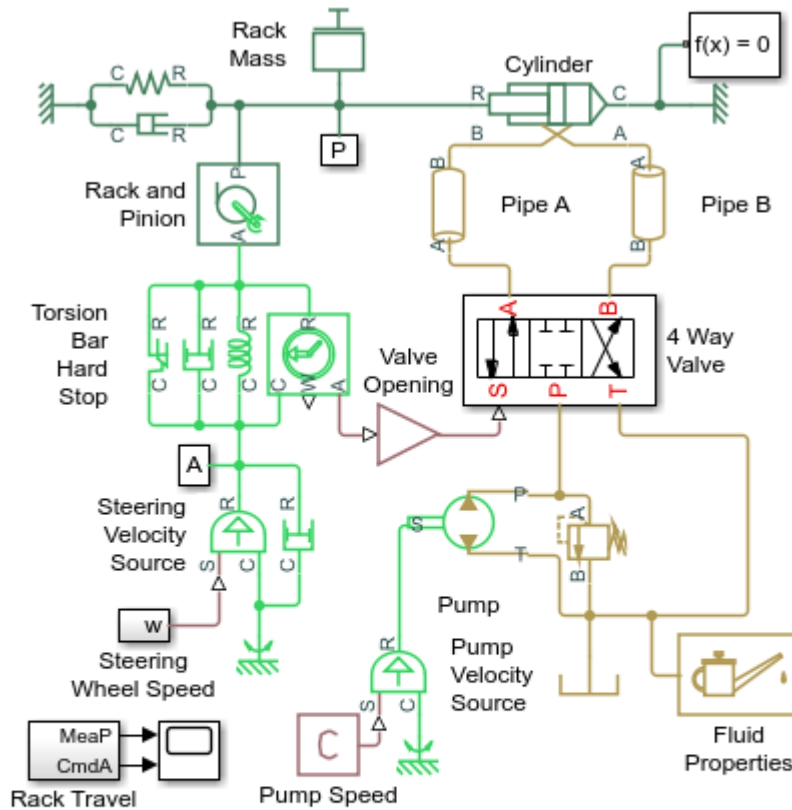 Rack
Mass
f(x) = 0
Cylinder
C
R
C
R
R
C
B
A
P
P
Rack and
Pinion
A
B
A
Pipe A
Pipe B
A
B
Torsion
Bar
Hard
Stop
R
R
R
R
C
C
C
C
W
A
Valve
Opening
A
B
S
P
T
4 Way
Valve
A
Steering
Velocity
Source
R
S
C
R
C
w
Steering
Wheel Speed
S
P
T
A
B
Pump
Pump
Velocity
Source
R
S
C
C
Pump Speed
Fluid
Properties
MeaP
CmdA
Rack Travel